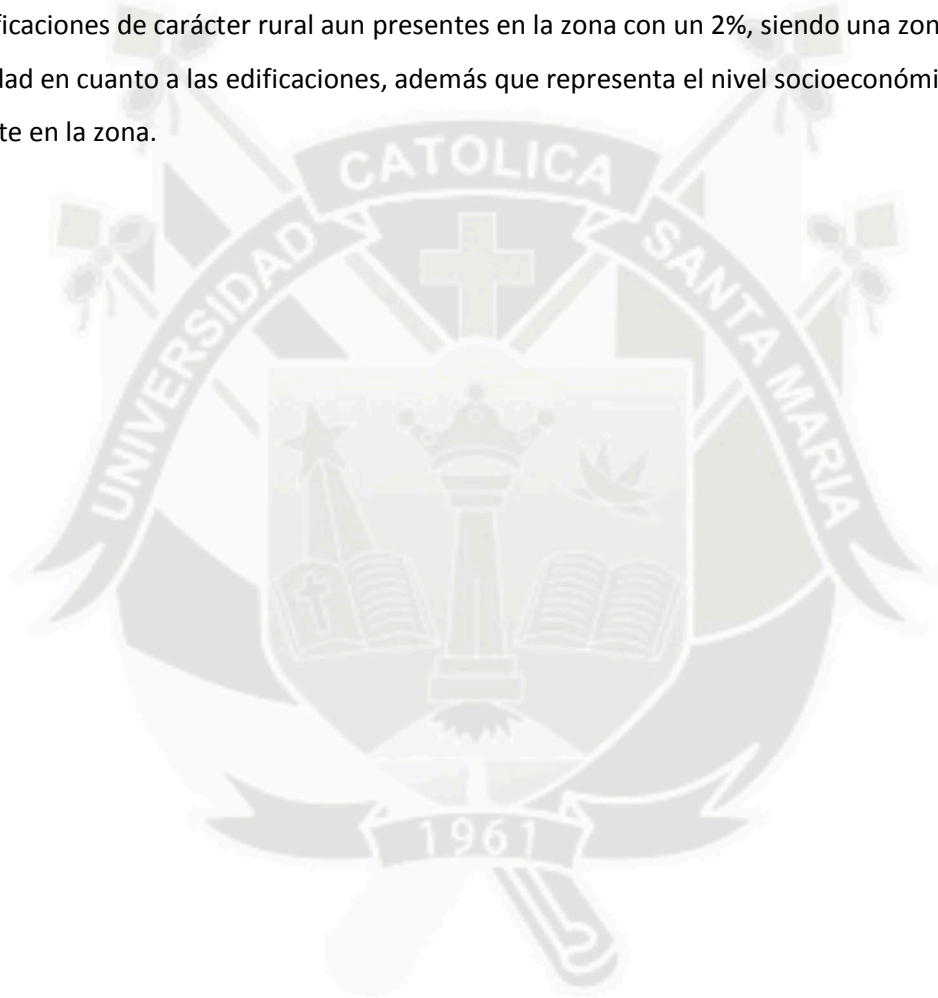 ficaciones de carácter rural aun presentes en la zona con un 2%, siendo una zon
dad en cuanto a las edificaciones, además que representa el nivel socioeconómi
te en la zona.
UNIVERSIDAD CATOLICA SANTA MARIA
1961